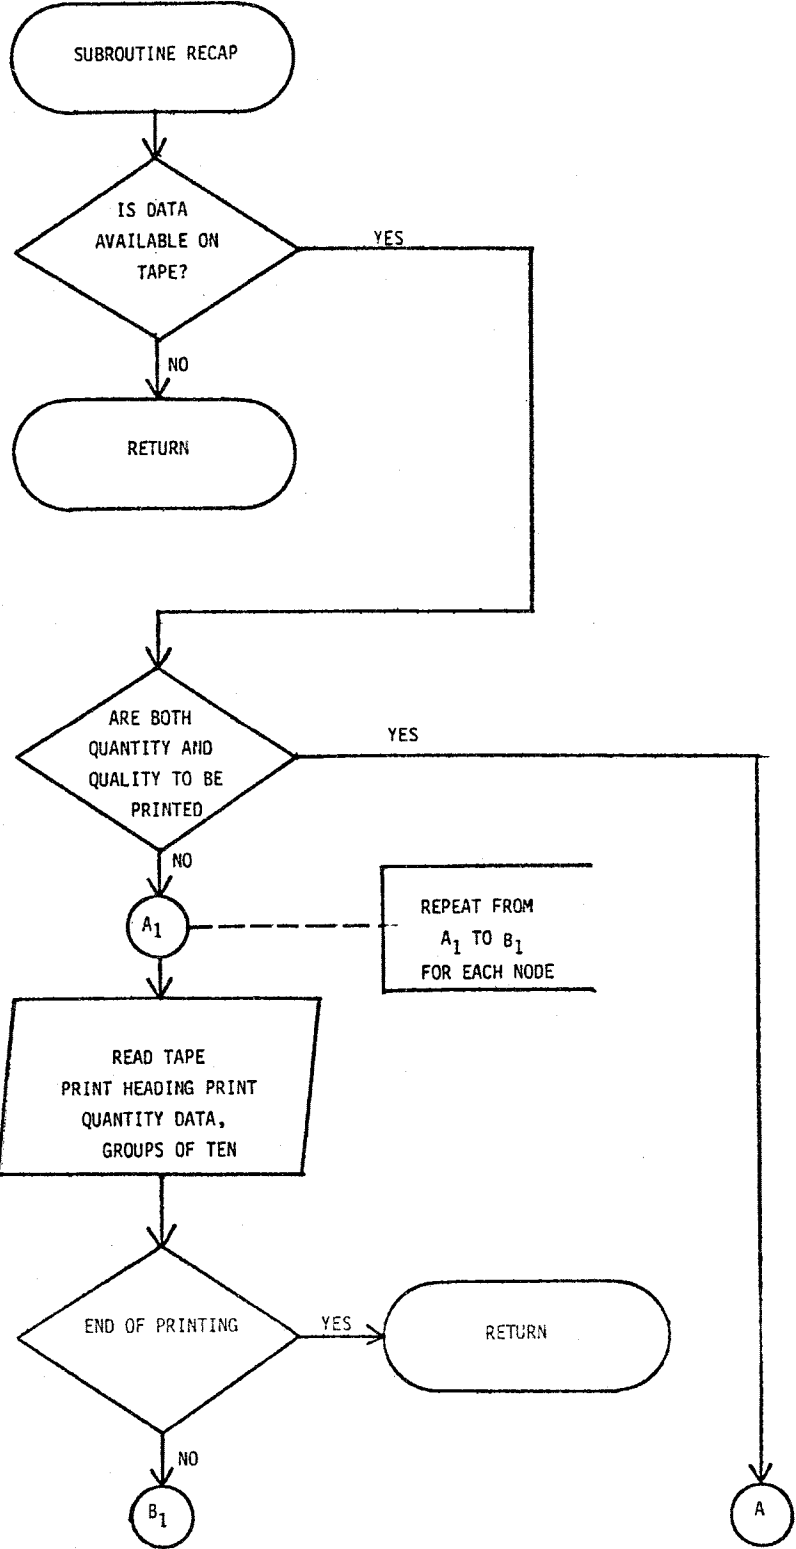 SUBROUTINE RECAP
IS DATA
AVAILABLE ON
TAPE?
YES
NO
RETURN
ARE BOTH
QUANTITY AND
QUALITY TO BE
PRINTED
YES
NO
A1
REPEAT FROM
A1 TO B1
FOR EACH NODE
READ TAPE
PRINT HEADING PRINT
QUANTITY DATA,
GROUPS OF TEN
END OF PRINTING
YES
RETURN
NO
B1
A